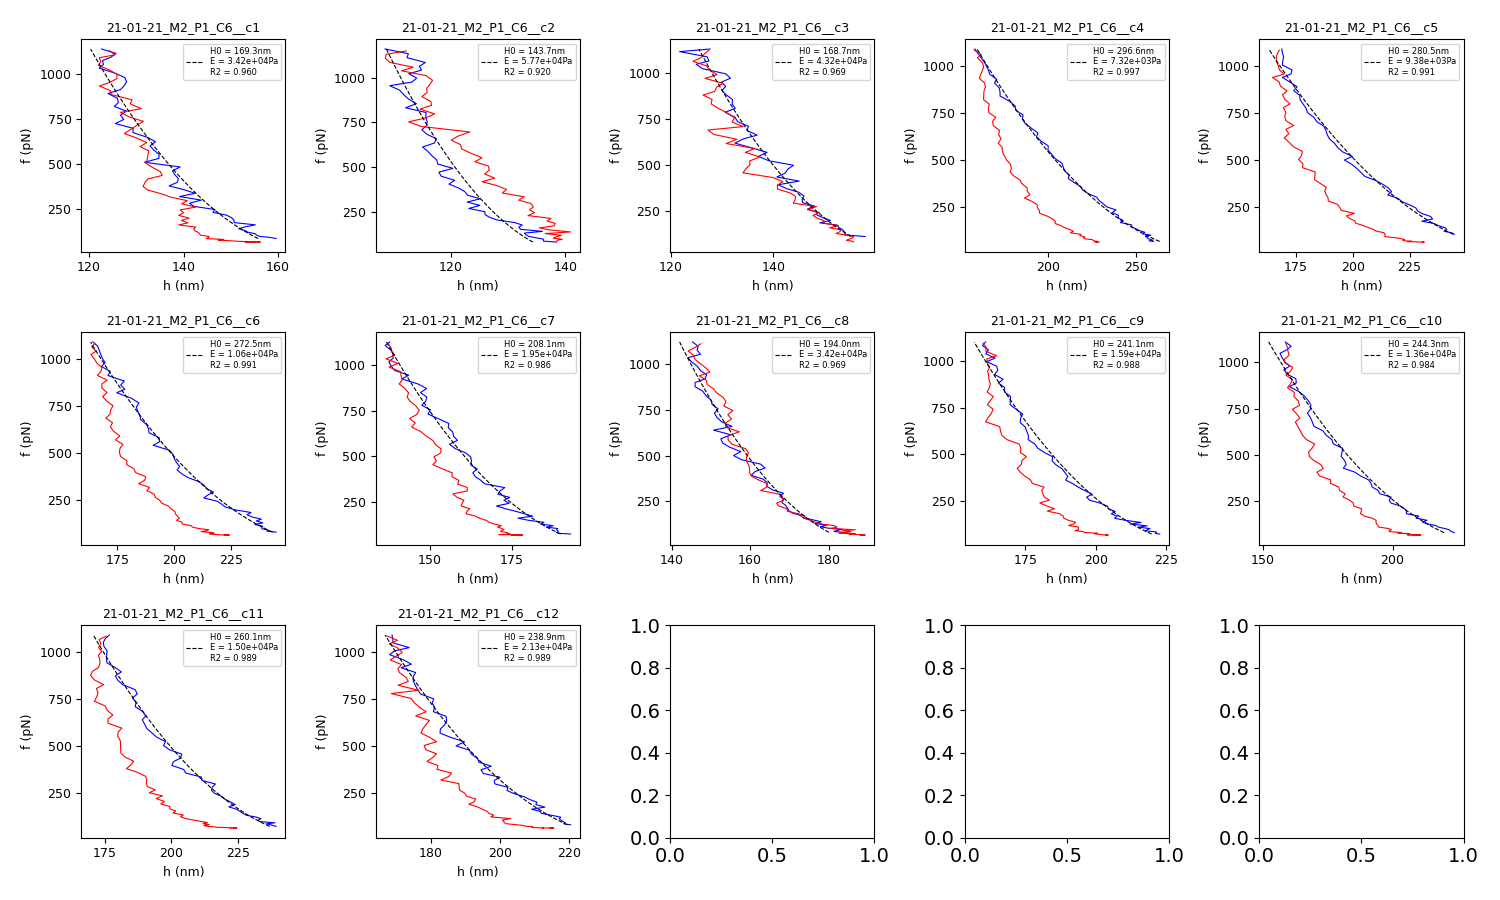 21-01-21_M2_P1_C6__c1
H0 = 169.3nm
E = 3.42e+04Pa
R2 = 0.960
1000
750
500
250
f (pN)
120 140 160
h (nm)
21-01-21_M2_P1_C6__c2
H0 = 143.7nm
E = 5.77e+04Pa
R2 = 0.920
1000
750
500
250
f (pN)
120 140
h (nm)
21-01-21_M2_P1_C6__c3
H0 = 168.7nm
E = 4.32e+04Pa
R2 = 0.969
1000
750
500
250
f (pN)
120 140
h (nm)
21-01-21_M2_P1_C6__c4
H0 = 296.6nm
E = 7.32e+03Pa
R2 = 0.997
1000
750
500
250
f (pN)
200 250
h (nm)
21-01-21_M2_P1_C6__c5
H0 = 280.5nm
E = 9.38e+03Pa
R2 = 0.991
1000
750
500
250
f (pN)
175 200 225
h (nm)
21-01-21_M2_P1_C6__c6
H0 = 272.5nm
E = 1.06e+04Pa
R2 = 0.991
1000
750
500
250
f (pN)
175 200 225
h (nm)
21-01-21_M2_P1_C6__c7
H0 = 208.1nm
E = 1.95e+04Pa
R2 = 0.986
1000
750
500
250
f (pN)
150 175
h (nm)
21-01-21_M2_P1_C6__c8
H0 = 194.0nm
E = 3.42e+04Pa
R2 = 0.969
1000
750
500
250
f (pN)
140 160 180
h (nm)
21-01-21_M2_P1_C6__c9
H0 = 241.1nm
E = 1.59e+04Pa
R2 = 0.988
1000
750
500
250
f (pN)
175 200 225
h (nm)
21-01-21_M2_P1_C6__c10
H0 = 244.3nm
E = 1.36e+04Pa
R2 = 0.984
1000
750
500
250
f (pN)
150 200
h (nm)
21-01-21_M2_P1_C6__c11
H0 = 260.1nm
E = 1.50e+04Pa
R2 = 0.989
1000
750
500
250
f (pN)
175 200 225
h (nm)
21-01-21_M2_P1_C6__c12
H0 = 238.9nm
E = 2.13e+04Pa
R2 = 0.989
1000
750
500
250
f (pN)
180 200 220
h (nm)
1.0
0.8
0.6
0.4
0.2
0.0
0.0 0.5 1.0
1.0
0.8
0.6
0.4
0.2
0.0
0.0 0.5 1.0
1.0
0.8
0.6
0.4
0.2
0.0
0.0 0.5 1.0